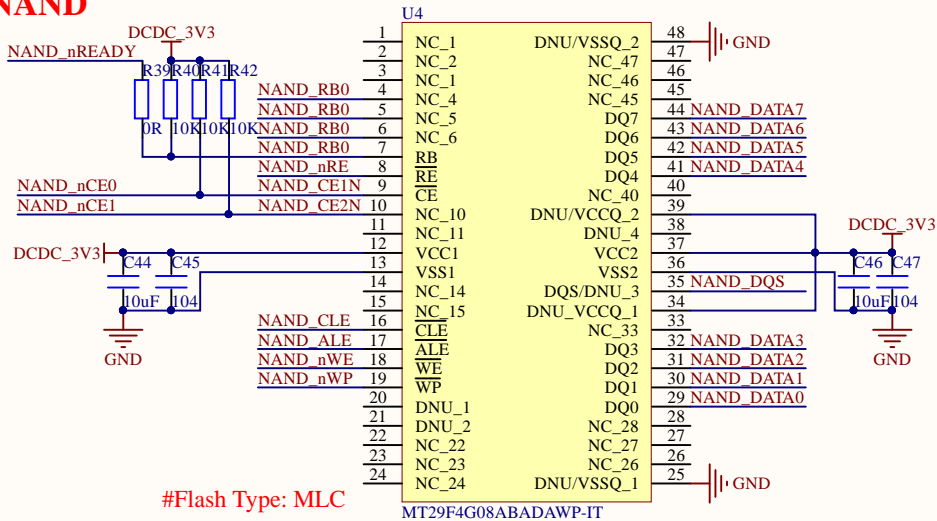 NAND
U4
DCDC_3V3
NAND_nREADY
R39 R40 R41 R42
0R 10K 10K 10K
NAND_RB0
NAND_RB0
NAND_RB0
NAND_RB0
NAND_nRE
NAND_nCE0 NAND_CE1N
NAND_nCE1 NAND_CE2N
DCDC_3V3
C44 C45
10uF 104
GND
NAND_CLE
NAND_ALE
NAND_nWE
NAND_nWP
1 NC_1 DNU/VSSQ_2 48 GND
2 NC_2 NC_47 47
3 NC_1 NC_46 46
4 NC_4 NC_45 45
5 NC_5 DQ7 44 NAND_DATA7
6 NC_6 DQ6 43 NAND_DATA6
7 RB DQ5 42 NAND_DATA5
8 RE DQ4 41 NAND_DATA4
9 CE NC_40 40
10 NC_10 DNU/VCCQ_2 39
11 NC_11 DNU_4 38
12 VCC1 VCC2 37
13 VSS1 VSS2 36
14 NC_14 DQS/DNU_3 35 NAND_DQS
15 NC_15 DNU_VCCQ_1 34
16 CLE NC_33 33
17 ALE DQ3 32 NAND_DATA3
18 WE DQ2 31 NAND_DATA2
19 WP DQ1 30 NAND_DATA1
20 DNU_1 DQ0 29 NAND_DATA0
21 DNU_2 NC_28 28
22 NC_22 NC_27 27
23 NC_23 NC_26 26
24 NC_24 DNU/VSSQ_1 25 GND
DCDC_3V3
C46 C47
10uF 104
GND
#Flash Type: MLC
MT29F4G08ABADAWP-IT